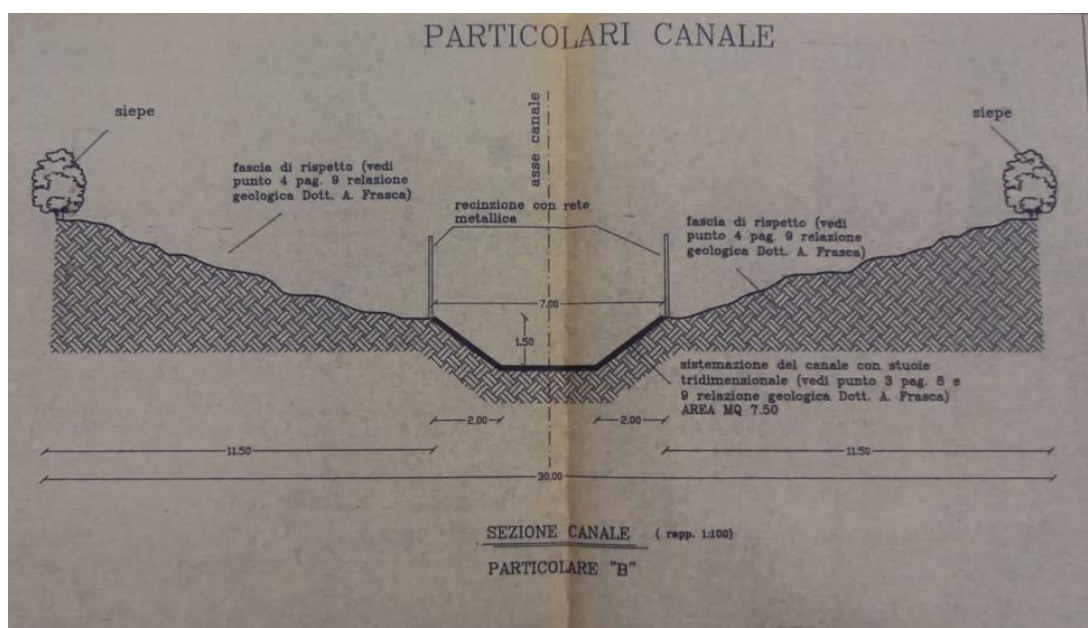 PARTICOLARI CANALE
siepe
asse canale
siepe
fascia di rispetto (vedi
punto 4 pag. 9 relazione
geologica Dott. A. Frasca)
recinzione con rete
metallica
fascia di rispetto (vedi
punto 4 pag. 9 relazione
geologica Dott. A. Frasca)
7.00
1.50
sistemazione del canale con stuoie
tridimensionale (vedi punto 3 pag. 8 e
9 relazione geologica Dott. A. Frasca)
AREA MQ 7.50
2.00
2.00
11.50
11.50
30.00
SEZIONE CANALE ( rapp. 1:100)
PARTICOLARE "B"